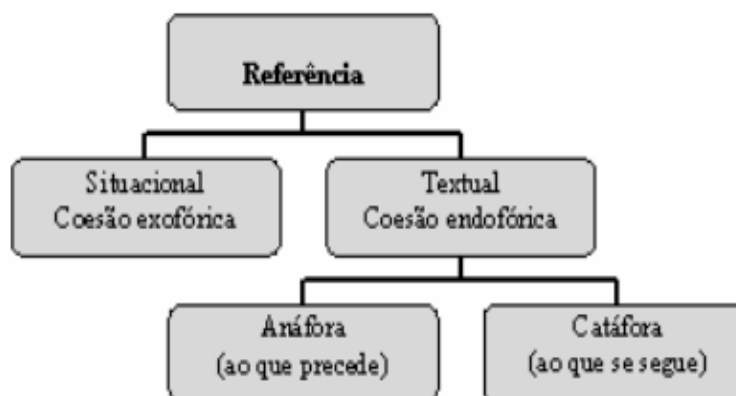 Referência
Situacional
Coesão exofórica
Textual
Coesão endofórica
Anáfora
(ao que precede)
Catáfora
(ao que se segue)